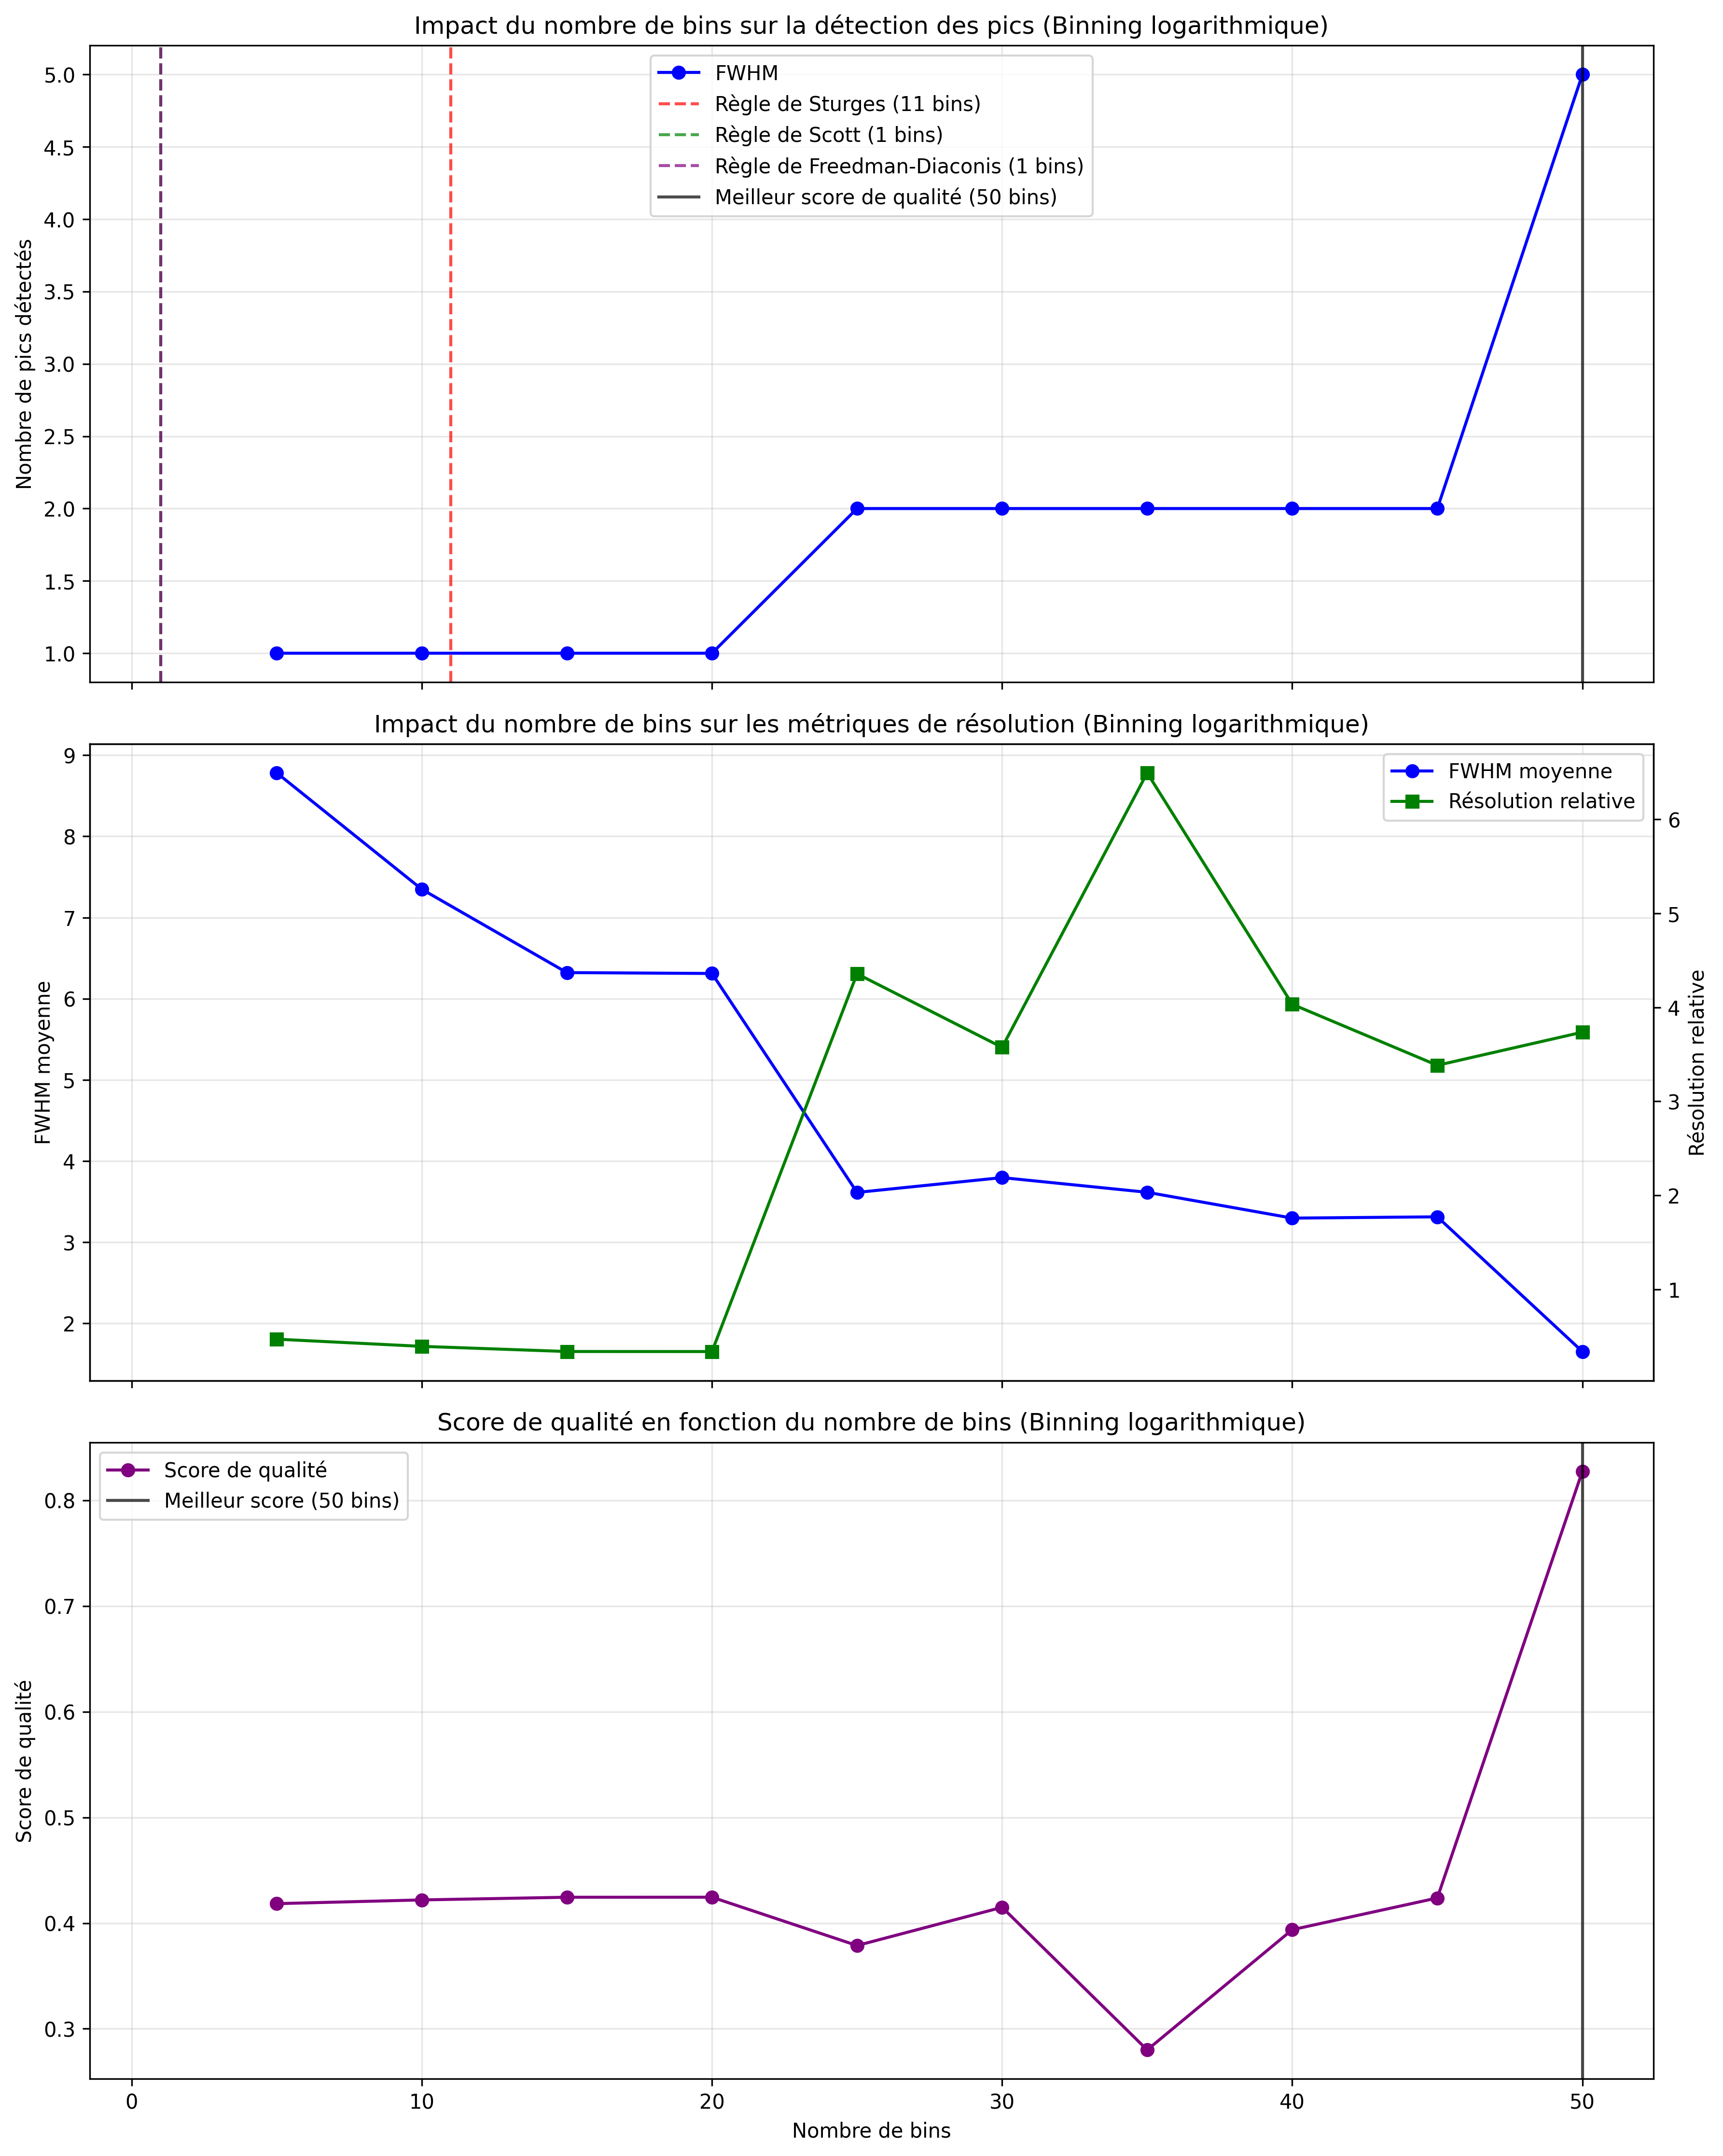 Impact du nombre de bins sur la détection des pics (Binning logarithmique)
Nombre de pics détectés
5.0
4.5
4.0
3.5
3.0
2.5
2.0
1.5
1.0
FWHM
Règle de Sturges (11 bins)
Règle de Scott (1 bins)
Règle de Freedman-Diaconis (1 bins)
Meilleur score de qualité (50 bins)
Impact du nombre de bins sur les métriques de résolution (Binning logarithmique)
FWHM moyenne
9
8
7
6
5
4
3
2
FWHM moyenne
Résolution relative
6
5
4
3
2
1
Résolution relative
Score de qualité en fonction du nombre de bins (Binning logarithmique)
Score de qualité
0.8
0.7
0.6
0.5
0.4
0.3
Score de qualité
Meilleur score (50 bins)
0 10 20 30 40 50
Nombre de bins